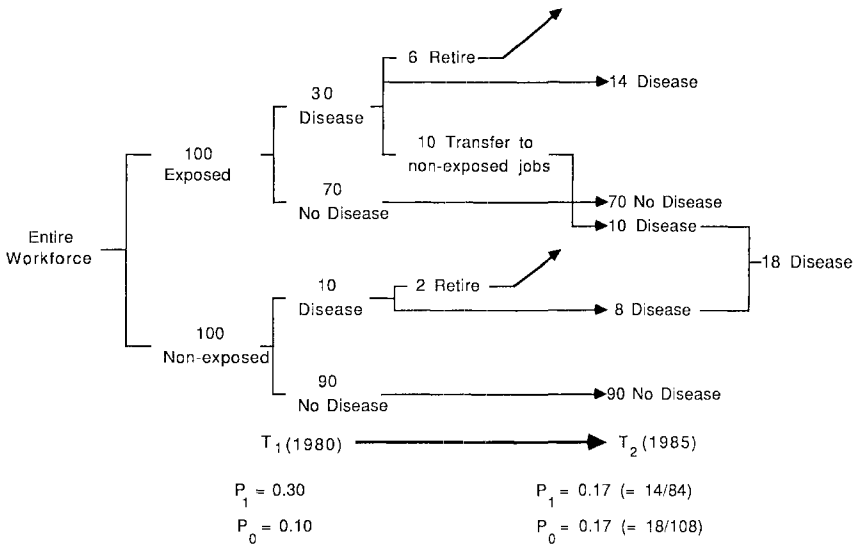 6 Retire
14 Disease
30
Disease
10 Transfer to
non-exposed jobs
100
Exposed
70
No Disease
70 No Disease
10 Disease
Entire
Workforce
18 Disease
2 Retire
10
Disease
8 Disease
100
Non-exposed
90
No Disease
90 No Disease
T1 (1980)
T2 (1985)
P1 = 0.30
P1 = 0.17 (= 14/84)
P0 = 0.10
P0 = 0.17 (= 18/108)